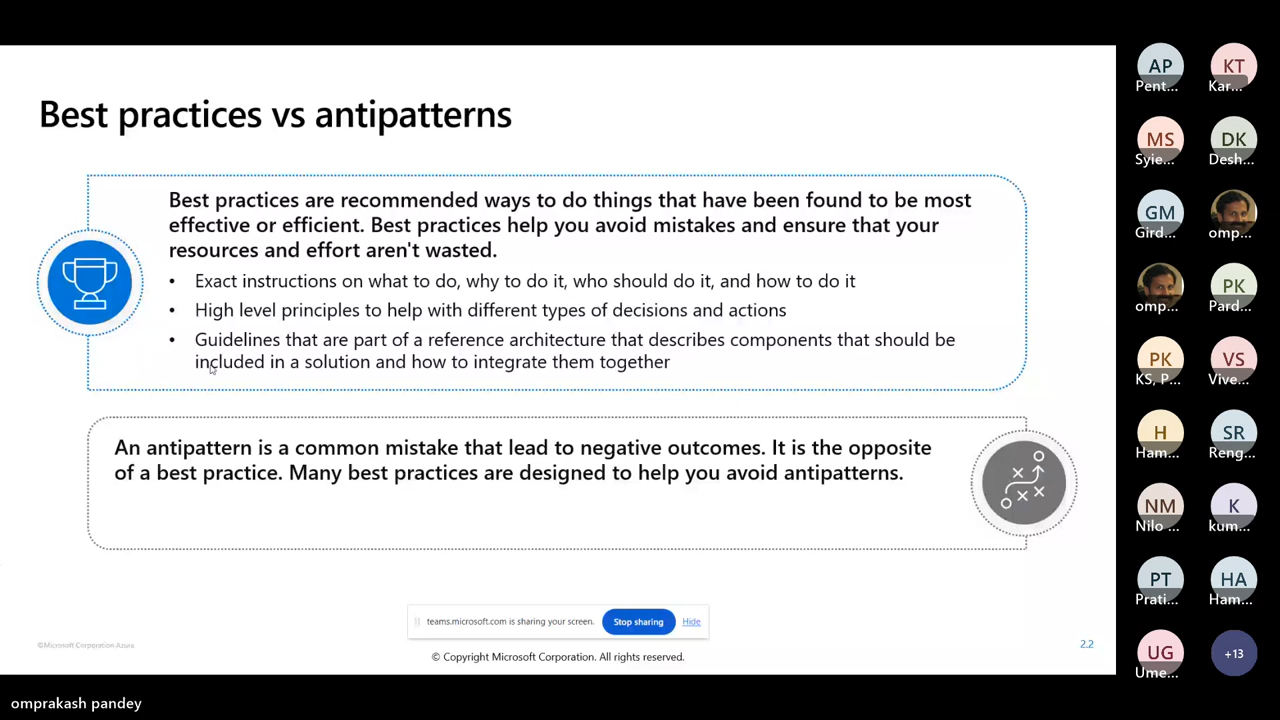 Best practices vs antipatterns
Best practices are recommended ways to do things that have been found to be most
effective or efficient. Best practices help you avoid mistakes and ensure that your
resources and effort aren't wasted.
• Exact instructions on what to do, why to do it, who should do it, and how to do it
• High level principles to help with different types of decisions and actions
• Guidelines that are part of a reference architecture that describes components that should be
included in a solution and how to integrate them together
An antipattern is a common mistake that lead to negative outcomes. It is the opposite
of a best practice. Many best practices are designed to help you avoid antipatterns.
teams.microsoft.com is sharing your screen. Stop sharing Hide
©Microsoft Corporation Azure
2.2
© Copyright Microsoft Corporation. All rights reserved.
omprakash pandey
AP KT
Pent... Kar...
MS DK
Syie... Desh...
GM
Gird... omp...
PK
omp... Pard...
PK VS
KS, P... Vive...
H SR
Ham... Reng...
NM K
Nilo ... kum...
PT HA
Prati... Ham...
UG +13
Ume...